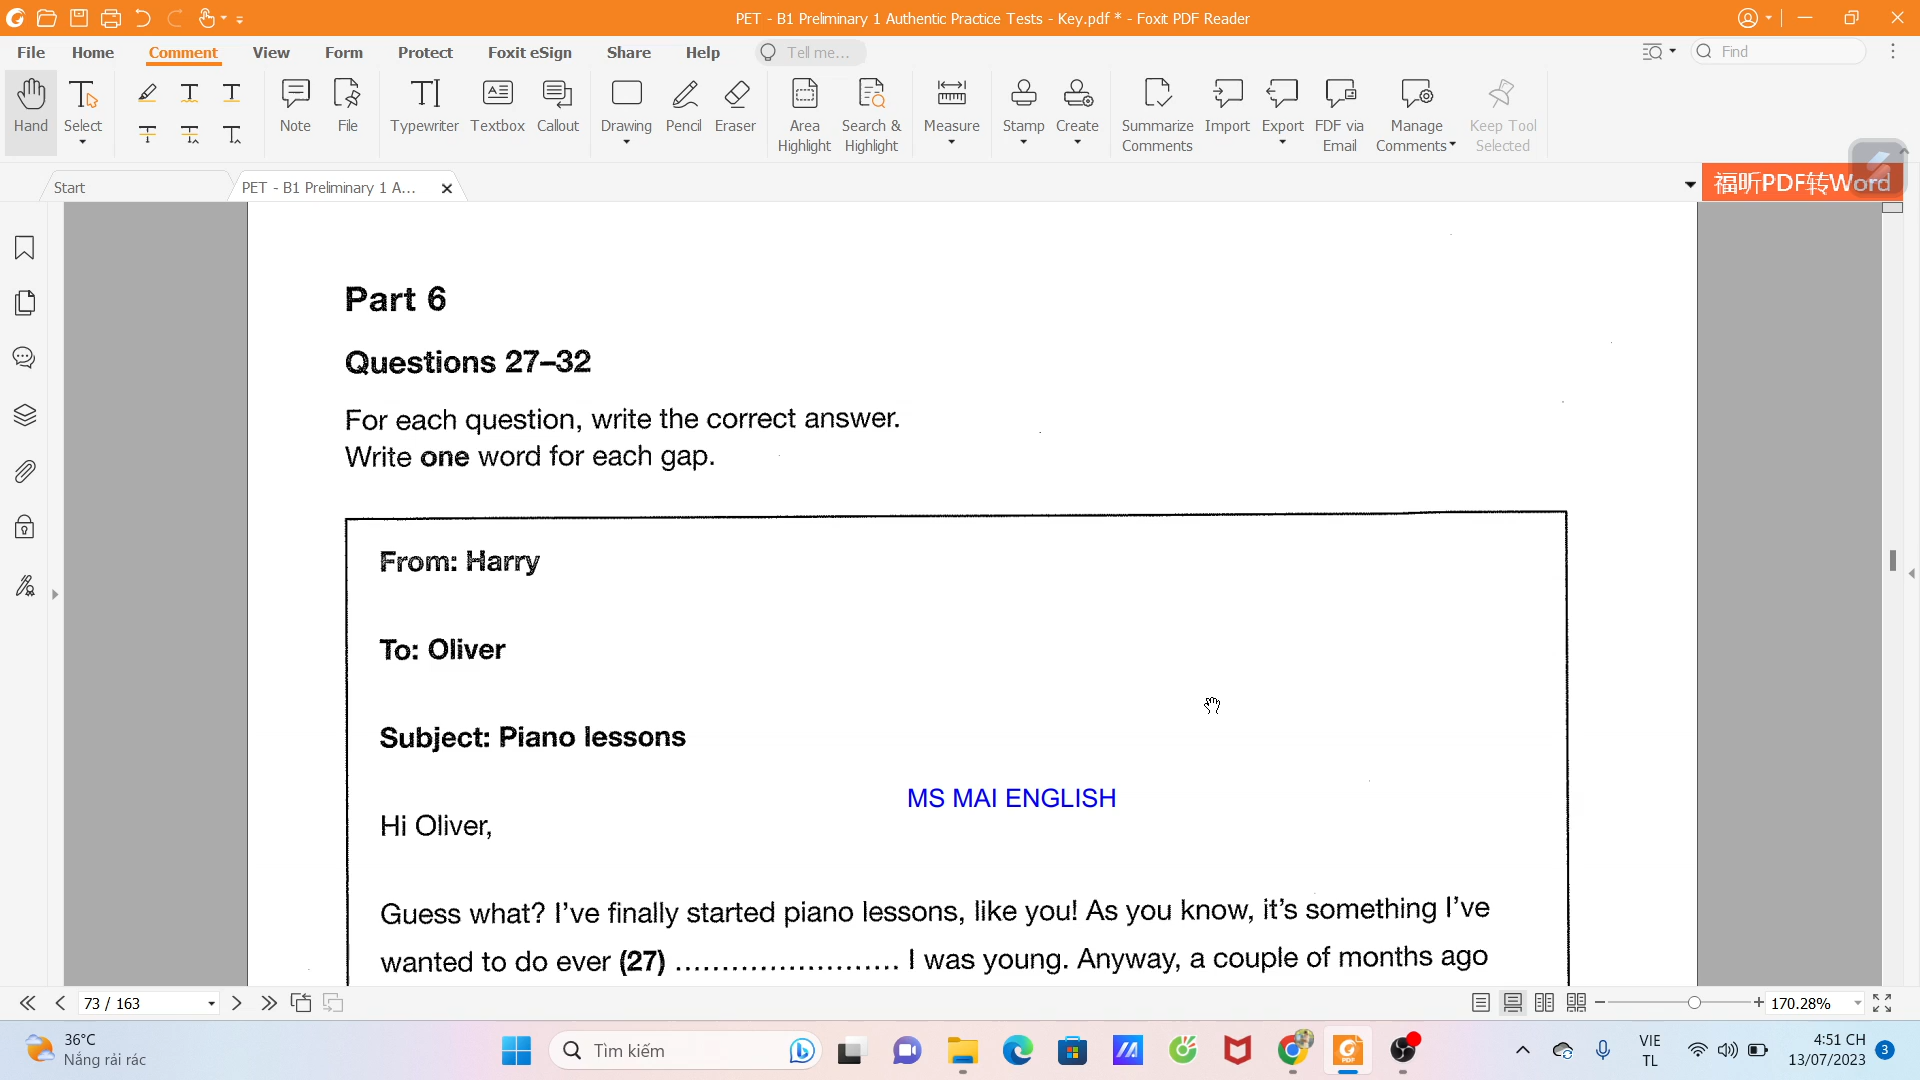 PET - B1 Preliminary 1 Authentic Practice Tests - Key.pdf * - Foxit PDF Reader
File Home Comment View Form Protect Foxit eSign Share Help Tell me... Find
Hand Select Note File Typewriter Textbox Callout Drawing Pencil Eraser Area Highlight Search & Highlight Measure Stamp Create Summarize Comments Import Export FDF via Email Manage Comments Keep Tool Selected
Start PET - B1 Preliminary 1 A... 福昕PDF转Word
Part 6
Questions 27–32
For each question, write the correct answer.
Write one word for each gap.
From: Harry
To: Oliver
Subject: Piano lessons
MS MAI ENGLISH
Hi Oliver,
Guess what? I've finally started piano lessons, like you! As you know, it's something I've
wanted to do ever (27) ........................ I was young. Anyway, a couple of months ago
73 / 163 170.28%
36°C
Nắng rải rác
Tìm kiếm
VIE
TL
4:51 CH
13/07/2023
3